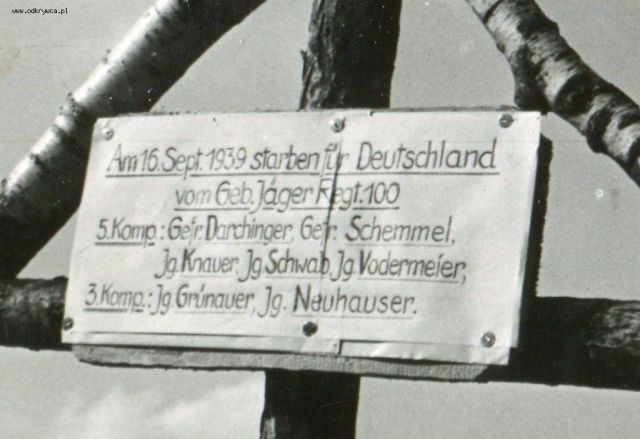 www.odkrywca.pl
Am 16. Sept. 1939 starben für Deutschland
vom Geb. Jäger Regt. 100
5. Komp.: Gefr. Darchinger, Gefr. Schemmel,
Jg. Knauer, Jg. Schwab, Jg. Vodermeier,
3. Komp.: Jg. Grünauer, Jg. Neuhauser.